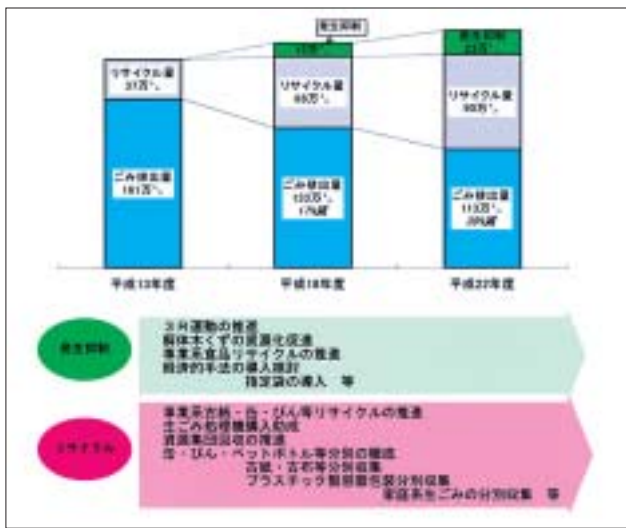 発生抑制
発生抑制
リサイクル量
37万㌧
リサイクル量
リサイクル量
ごみ排出量
161万㌧
ごみ排出量
ごみ排出量
113万㌧
平成13年度
平成18年度
平成22年度
発生抑制
3R運動の推進
解体木くずの資源化促進
事業系食品リサイクルの推進
経済的手法の導入検討
指定袋の導入 等
リサイクル
事業系古紙・缶・びん等リサイクルの推進
生ごみ処理機購入助成
資源集団回収の推進
缶・びん・ペットボトル等分別の徹底
古紙・古布等分別収集
プラスチック製容器包装分別収集
家庭系生ごみの分別収集 等